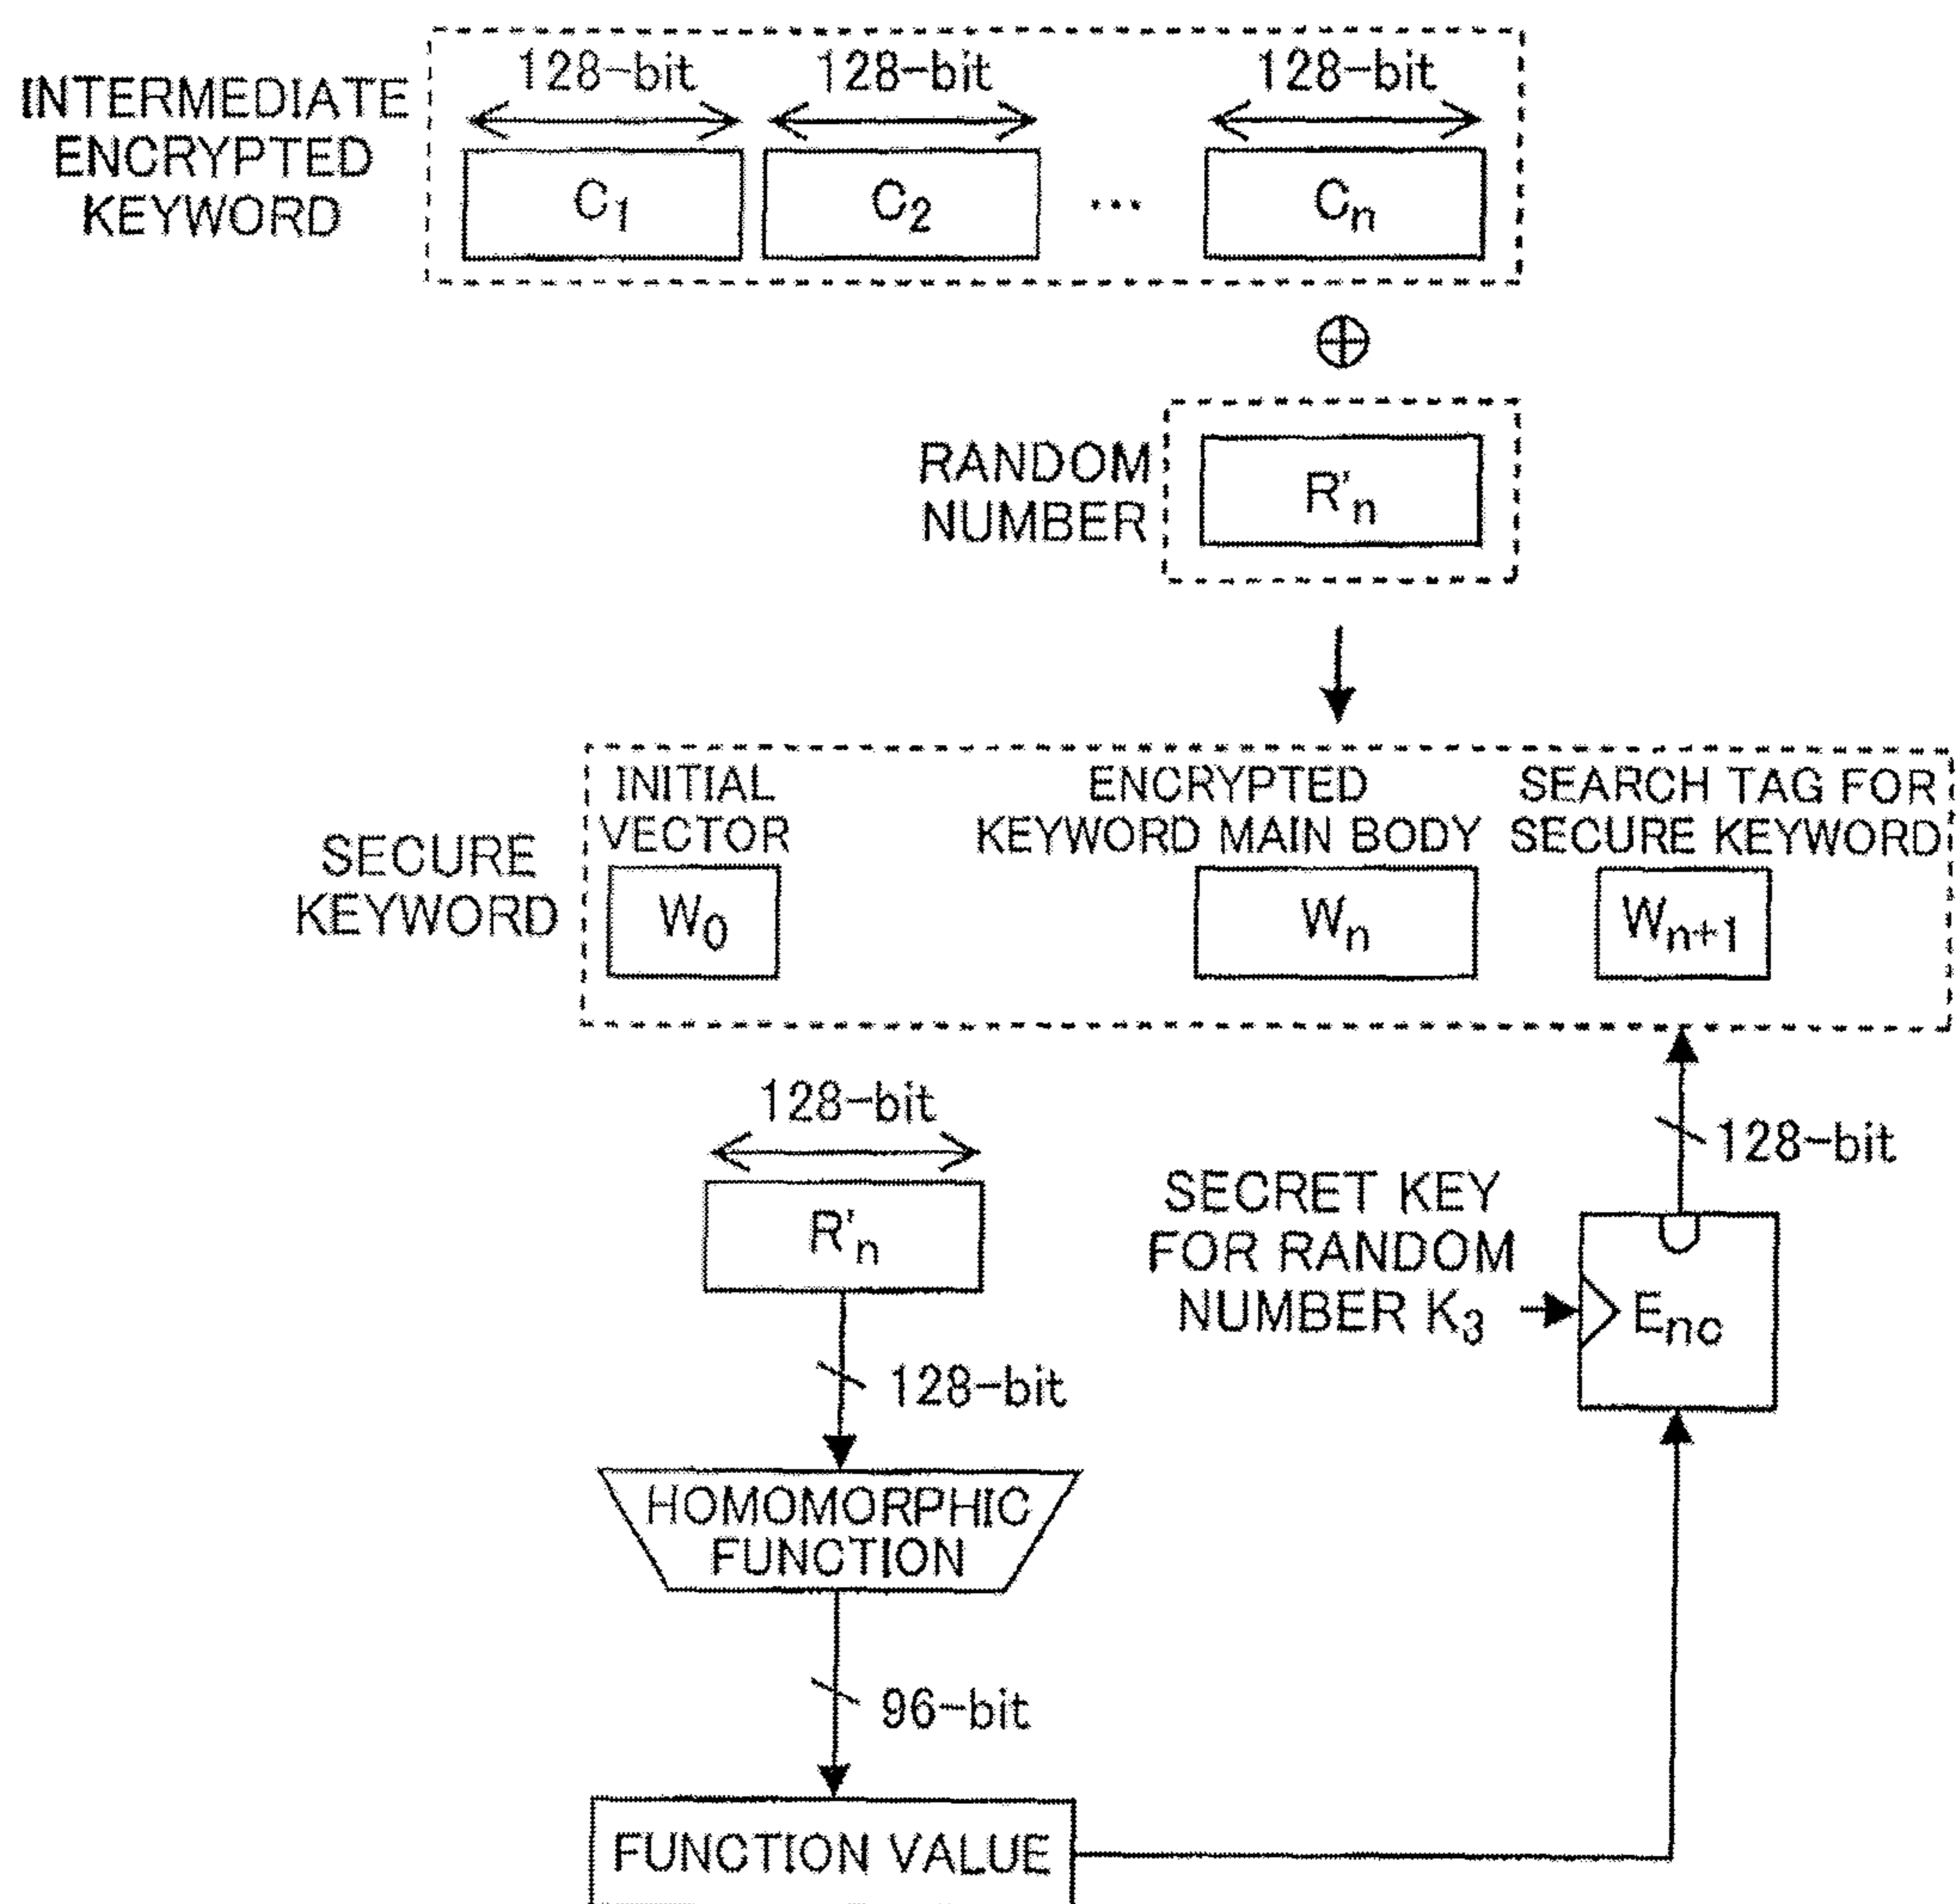 128-bit 128-bit 128-bit
INTERMEDIATE
ENCRYPTED
KEYWORD
C1 C2 ... Cn
⊕
RANDOM
NUMBER
R'n
INITIAL
VECTOR
ENCRYPTED
KEYWORD MAIN BODY
SEARCH TAG FOR
SECURE KEYWORD
SECURE
KEYWORD
W0 Wn Wn+1
128-bit
R'n
128-bit
SECRET KEY
FOR RANDOM
NUMBER K3
Enc
128-bit
HOMOMORPHIC
FUNCTION
96-bit
FUNCTION VALUE